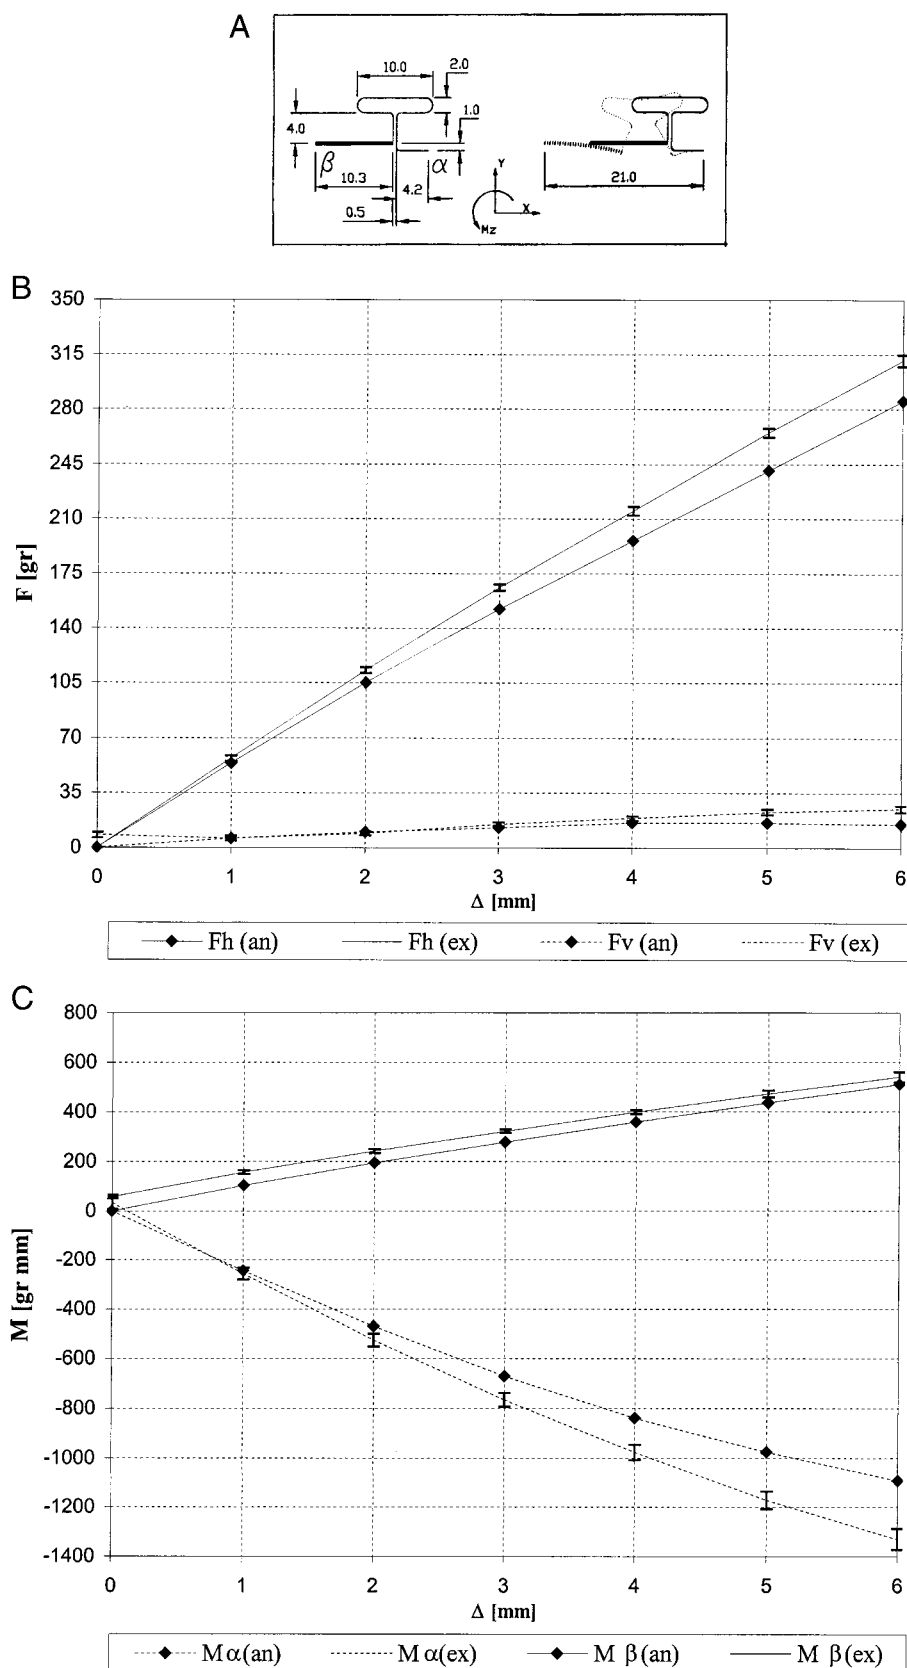 A
10.0
2.0
1.0
4.0
β
α
10.3
4.2
0.5
Y
X
Mz
21.0
B
350
315
280
245
210
175
140
105
70
35
0
F [gr]
0 1 2 3 4 5 6
Δ [mm]
Fh (an) Fh (ex) Fv (an) Fv (ex)
C
800
600
400
200
0
-200
-400
-600
-800
-1000
-1200
-1400
M [gr mm]
0 1 2 3 4 5 6
Δ [mm]
M α(an) M α(ex) M β(an) M β(ex)